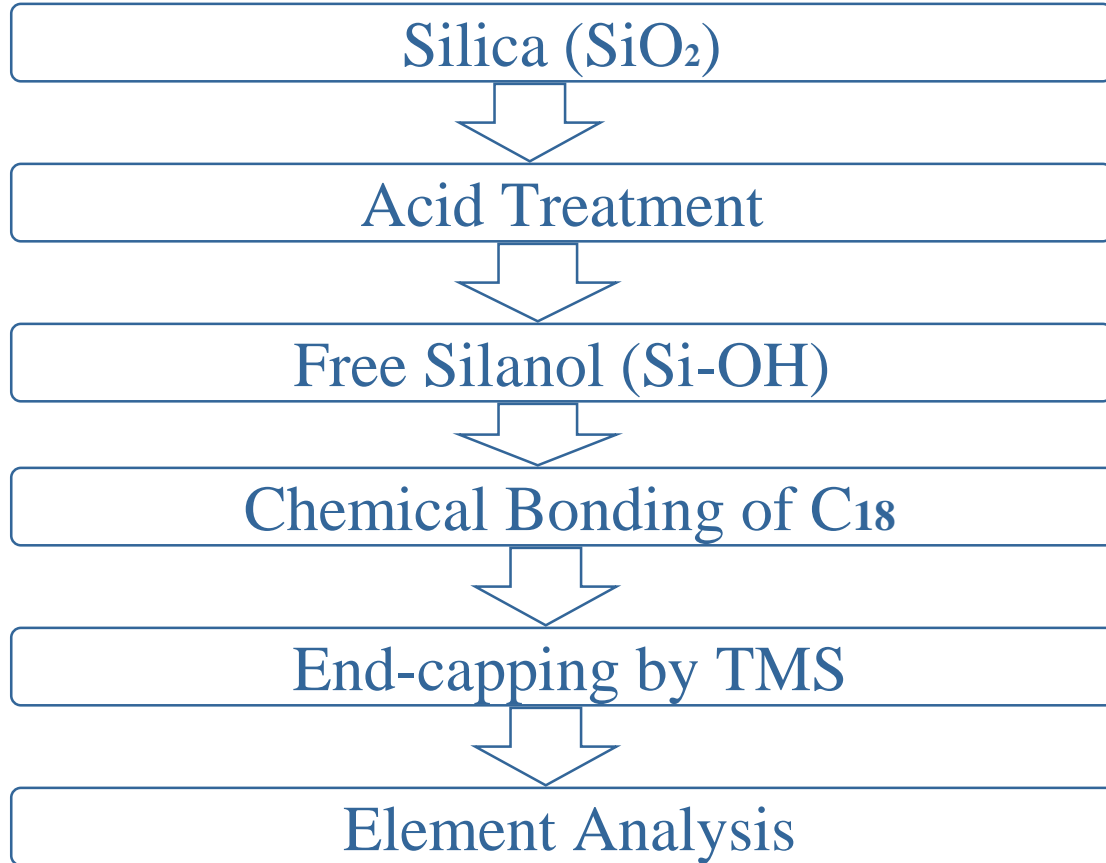 Silica (SiO₂)
Acid Treatment
Free Silanol (Si-OH)
Chemical Bonding of C₁₈
End-capping by TMS
Element Analysis